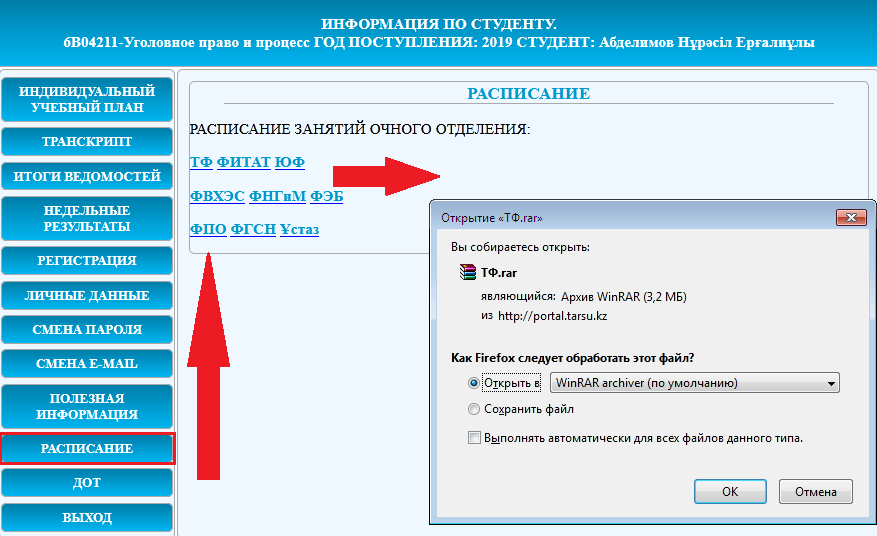 ИНФОРМАЦИЯ ПО СТУДЕНТУ.
6B04211-Уголовное право и процесс ГОД ПОСТУПЛЕНИЯ: 2019 СТУДЕНТ: Абделимов Нұрәсіл Ерғалиұлы
ИНДИВИДУАЛЬНЫЙ
УЧЕБНЫЙ ПЛАН
ТРАНСКРИПТ
ИТОГИ ВЕДОМОСТЕЙ
НЕДЕЛЬНЫЕ
РЕЗУЛЬТАТЫ
РЕГИСТРАЦИЯ
ЛИЧНЫЕ ДАННЫЕ
СМЕНА ПАРОЛЯ
СМЕНА E-MAIL
ПОЛЕЗНАЯ
ИНФОРМАЦИЯ
РАСПИСАНИЕ
ДОТ
ВЫХОД
РАСПИСАНИЕ
РАСПИСАНИЕ ЗАНЯТИЙ ОЧНОГО ОТДЕЛЕНИЯ:
ТФ ФИТАТ ЮФ
ФВХЭС ФНГиМ ФЭБ
ФПО ФГСН Ұстаз
Открытие «ТФ.rar»
Вы собираетесь открыть:
ТФ.rar
являющийся: Архив WinRAR (3,2 МБ)
из http://portal.tarsu.kz
Как Firefox следует обработать этот файл?
Открыть в WinRAR archiver (по умолчанию)
Сохранить файл
Выполнять автоматически для всех файлов данного типа.
OK Отмена